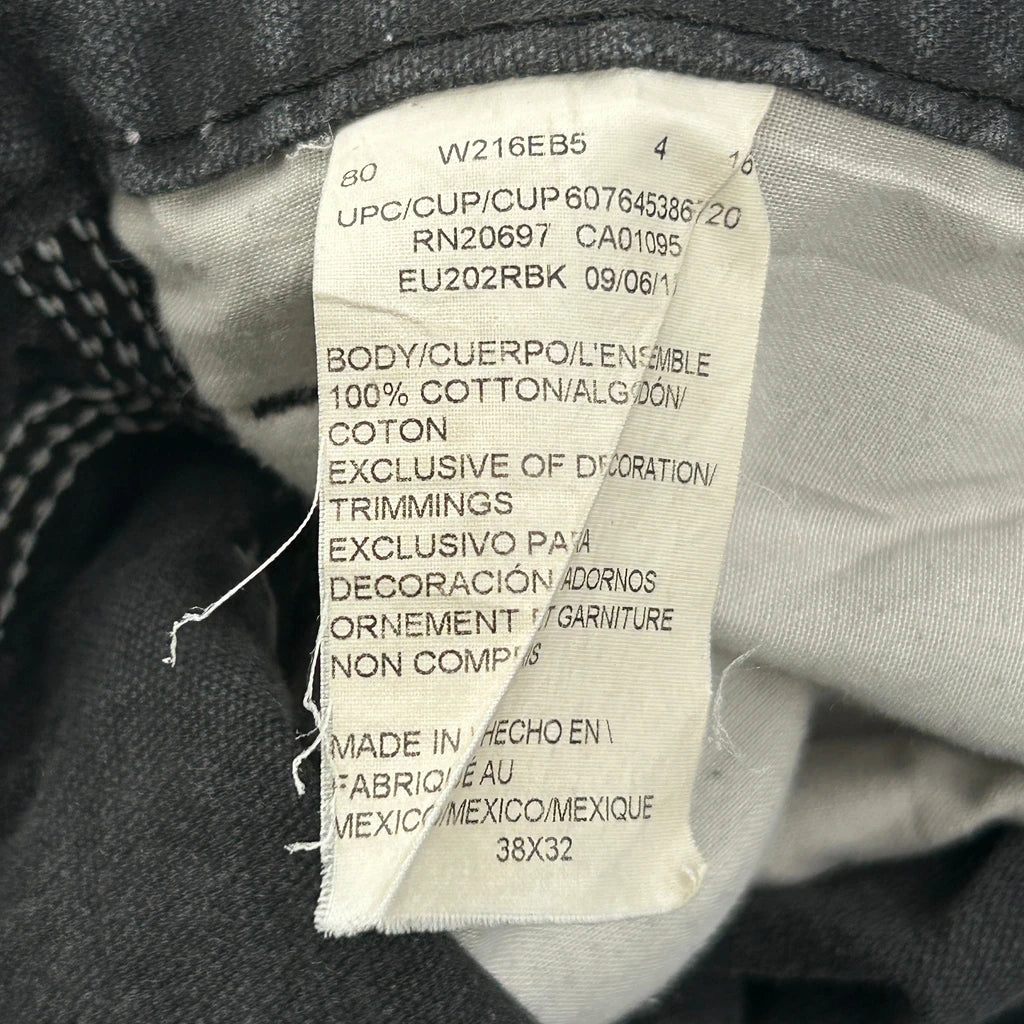 80 W216EB5 4 16
UPC/CUP/CUP 607645386720
RN20697 CA01095
EU202RBK
BODY/CUERPO/L'ENSEMBLE
100% COTTON/ALGODÓN/
COTON
EXCLUSIVE OF DECORATION/
TRIMMINGS
EXCLUSIVO PARA
DECORACIÓN ADORNOS
ORNEMENT ET GARNITURE
NON COMPRIS
MADE IN \ HECHO EN \
FABRIQUÉ AU
MEXICO/MEXICO/MEXIQUE
38X32